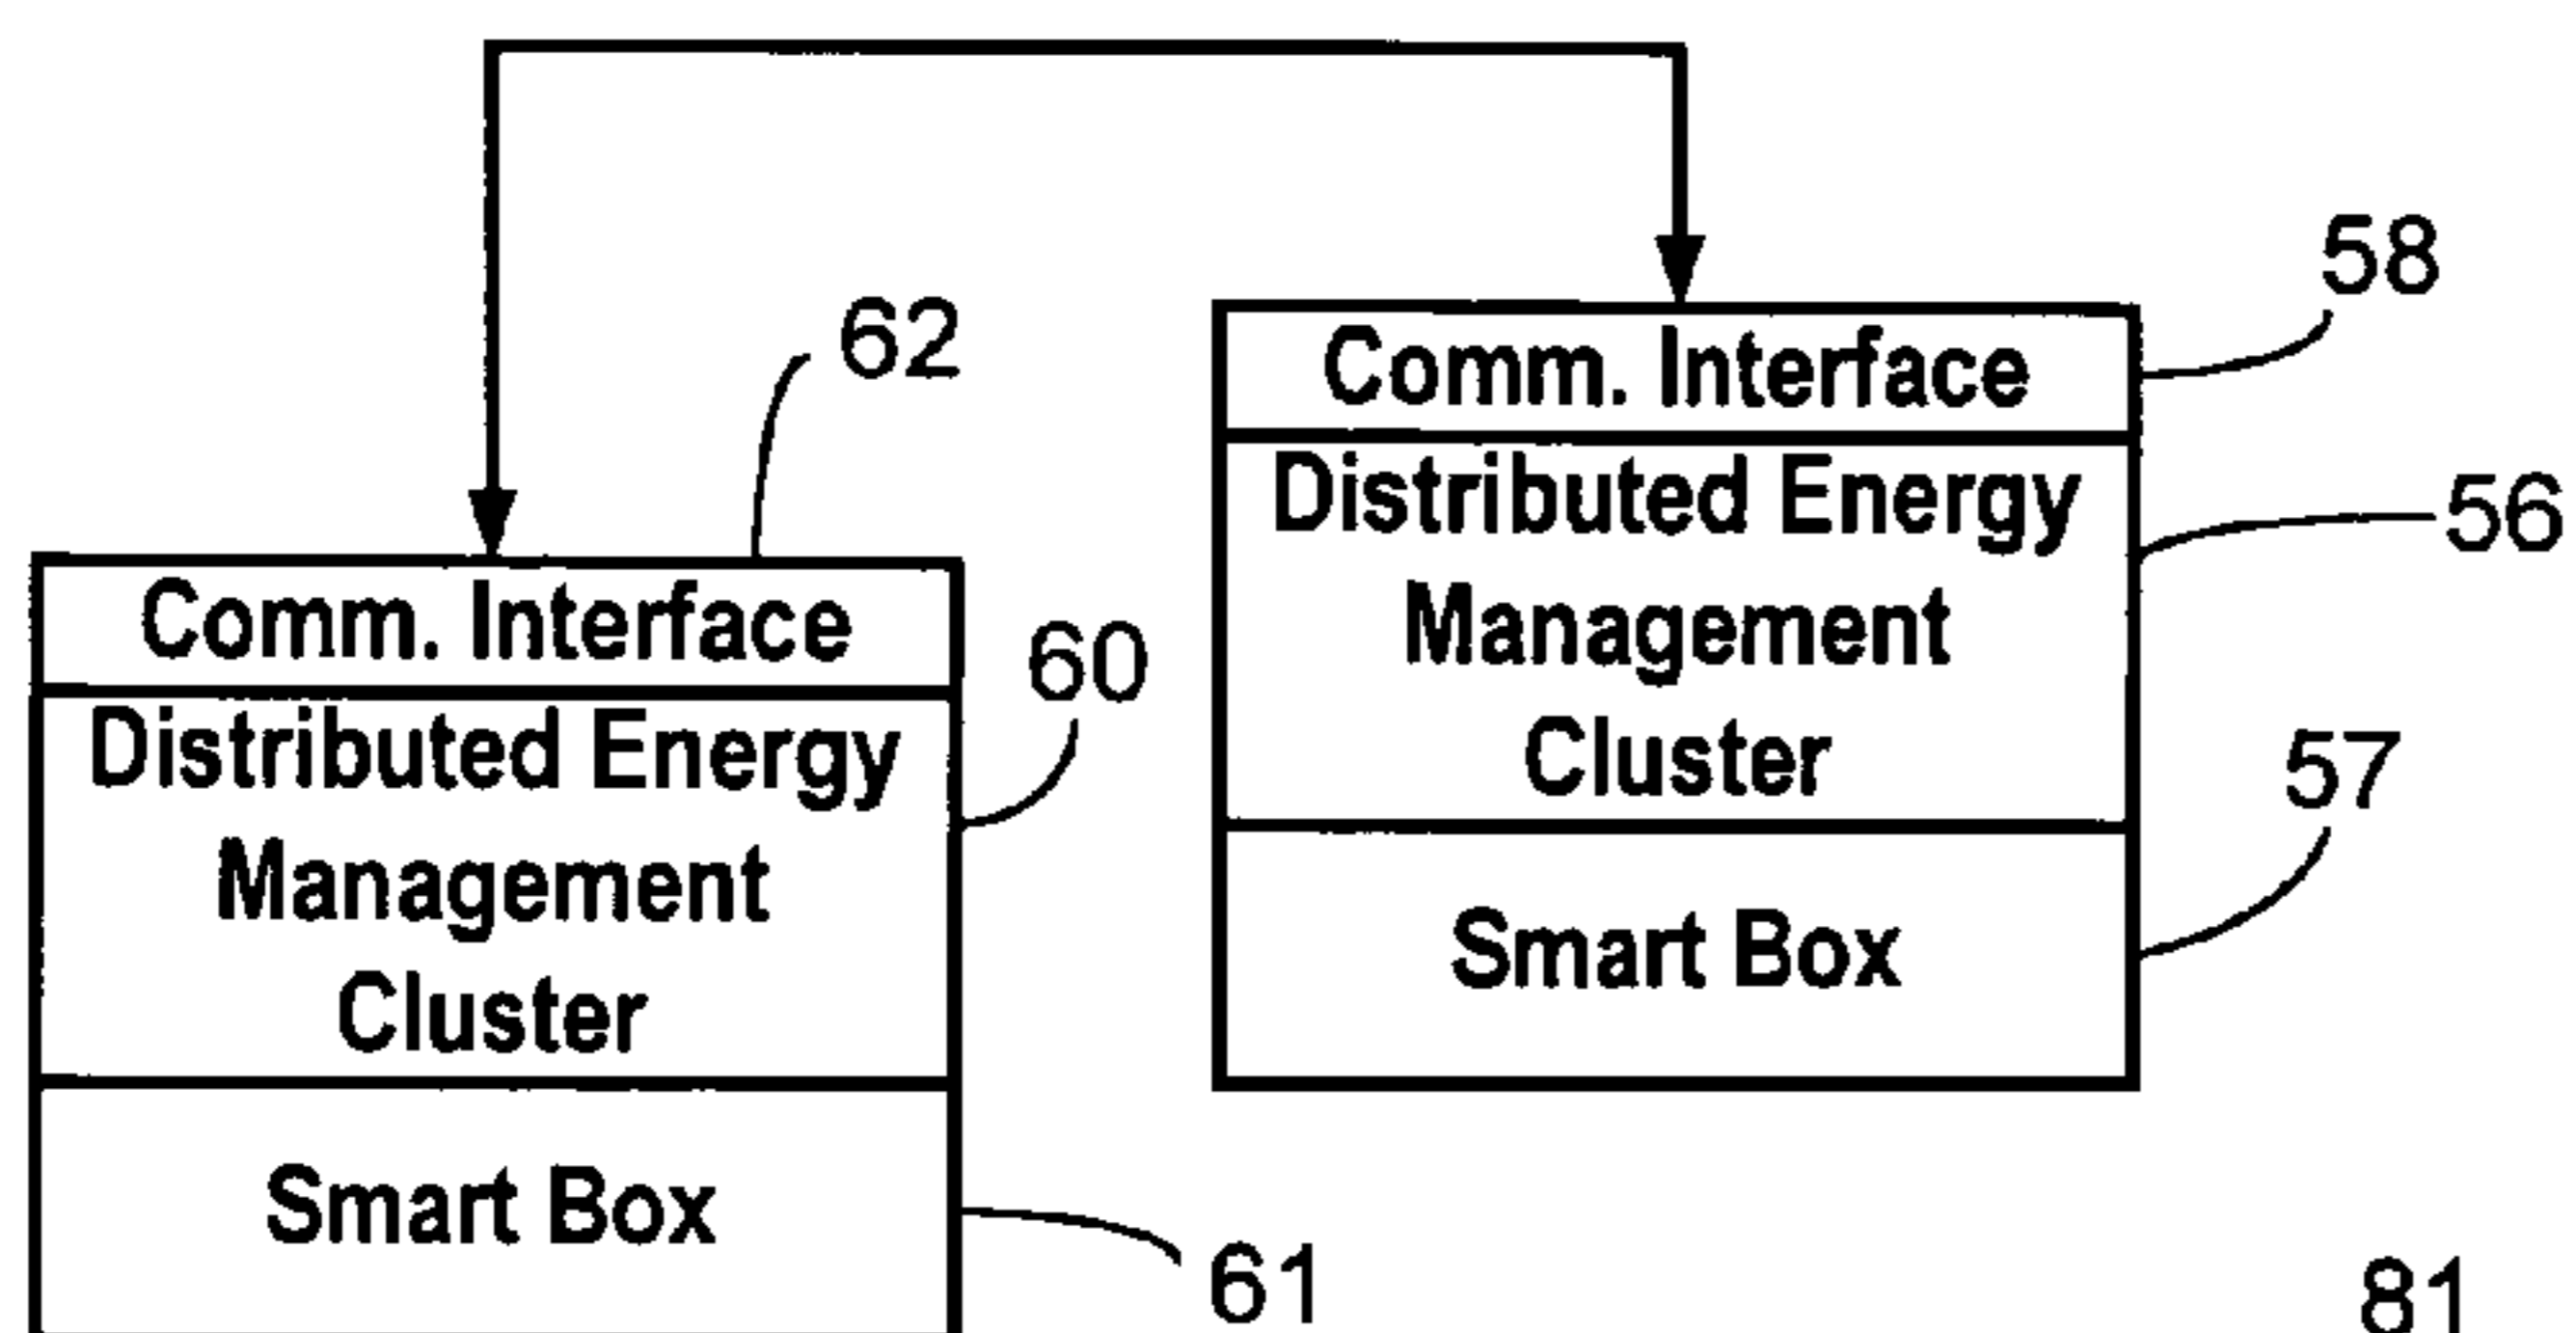 58
62
Comm. Interface
Distributed Energy
56
Management
Comm. Interface
60
Cluster
57
Distributed Energy
Management
Smart Box
Cluster
Smart Box
61
81